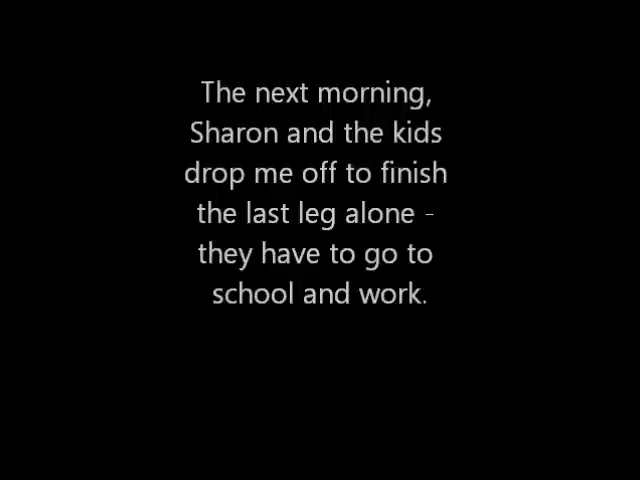 The next morning,
Sharon and the kids
drop me off to finish
the last leg alone -
they have to go to
school and work.